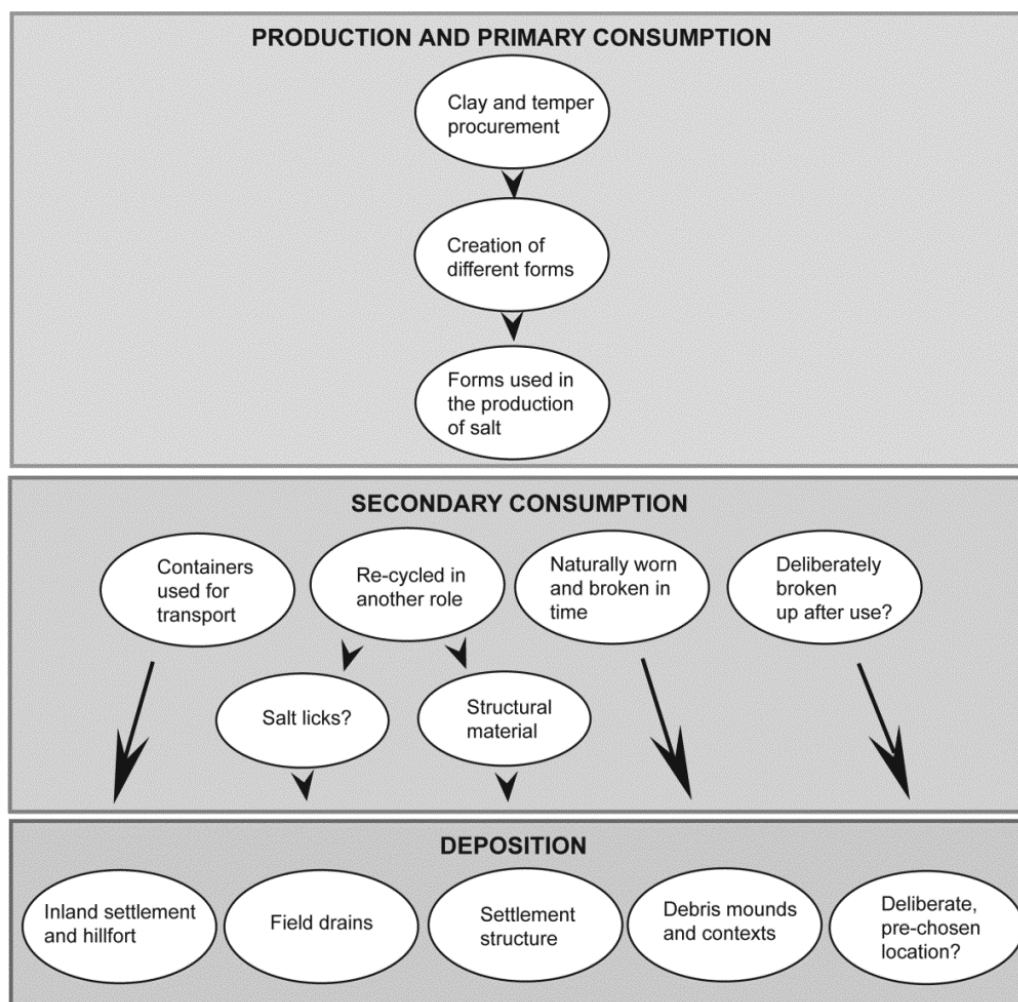 PRODUCTION AND PRIMARY CONSUMPTION
Clay and temper
procurement
Creation of
different forms
Forms used in
the production
of salt
SECONDARY CONSUMPTION
Containers
used for
transport
Re-cycled in
another role
Naturally worn
and broken in
time
Deliberately
broken
up after use?
Salt licks?
Structural
material
DEPOSITION
Inland settlement
and hillfort
Field drains
Settlement
structure
Debris mounds
and contexts
Deliberate,
pre-chosen
location?